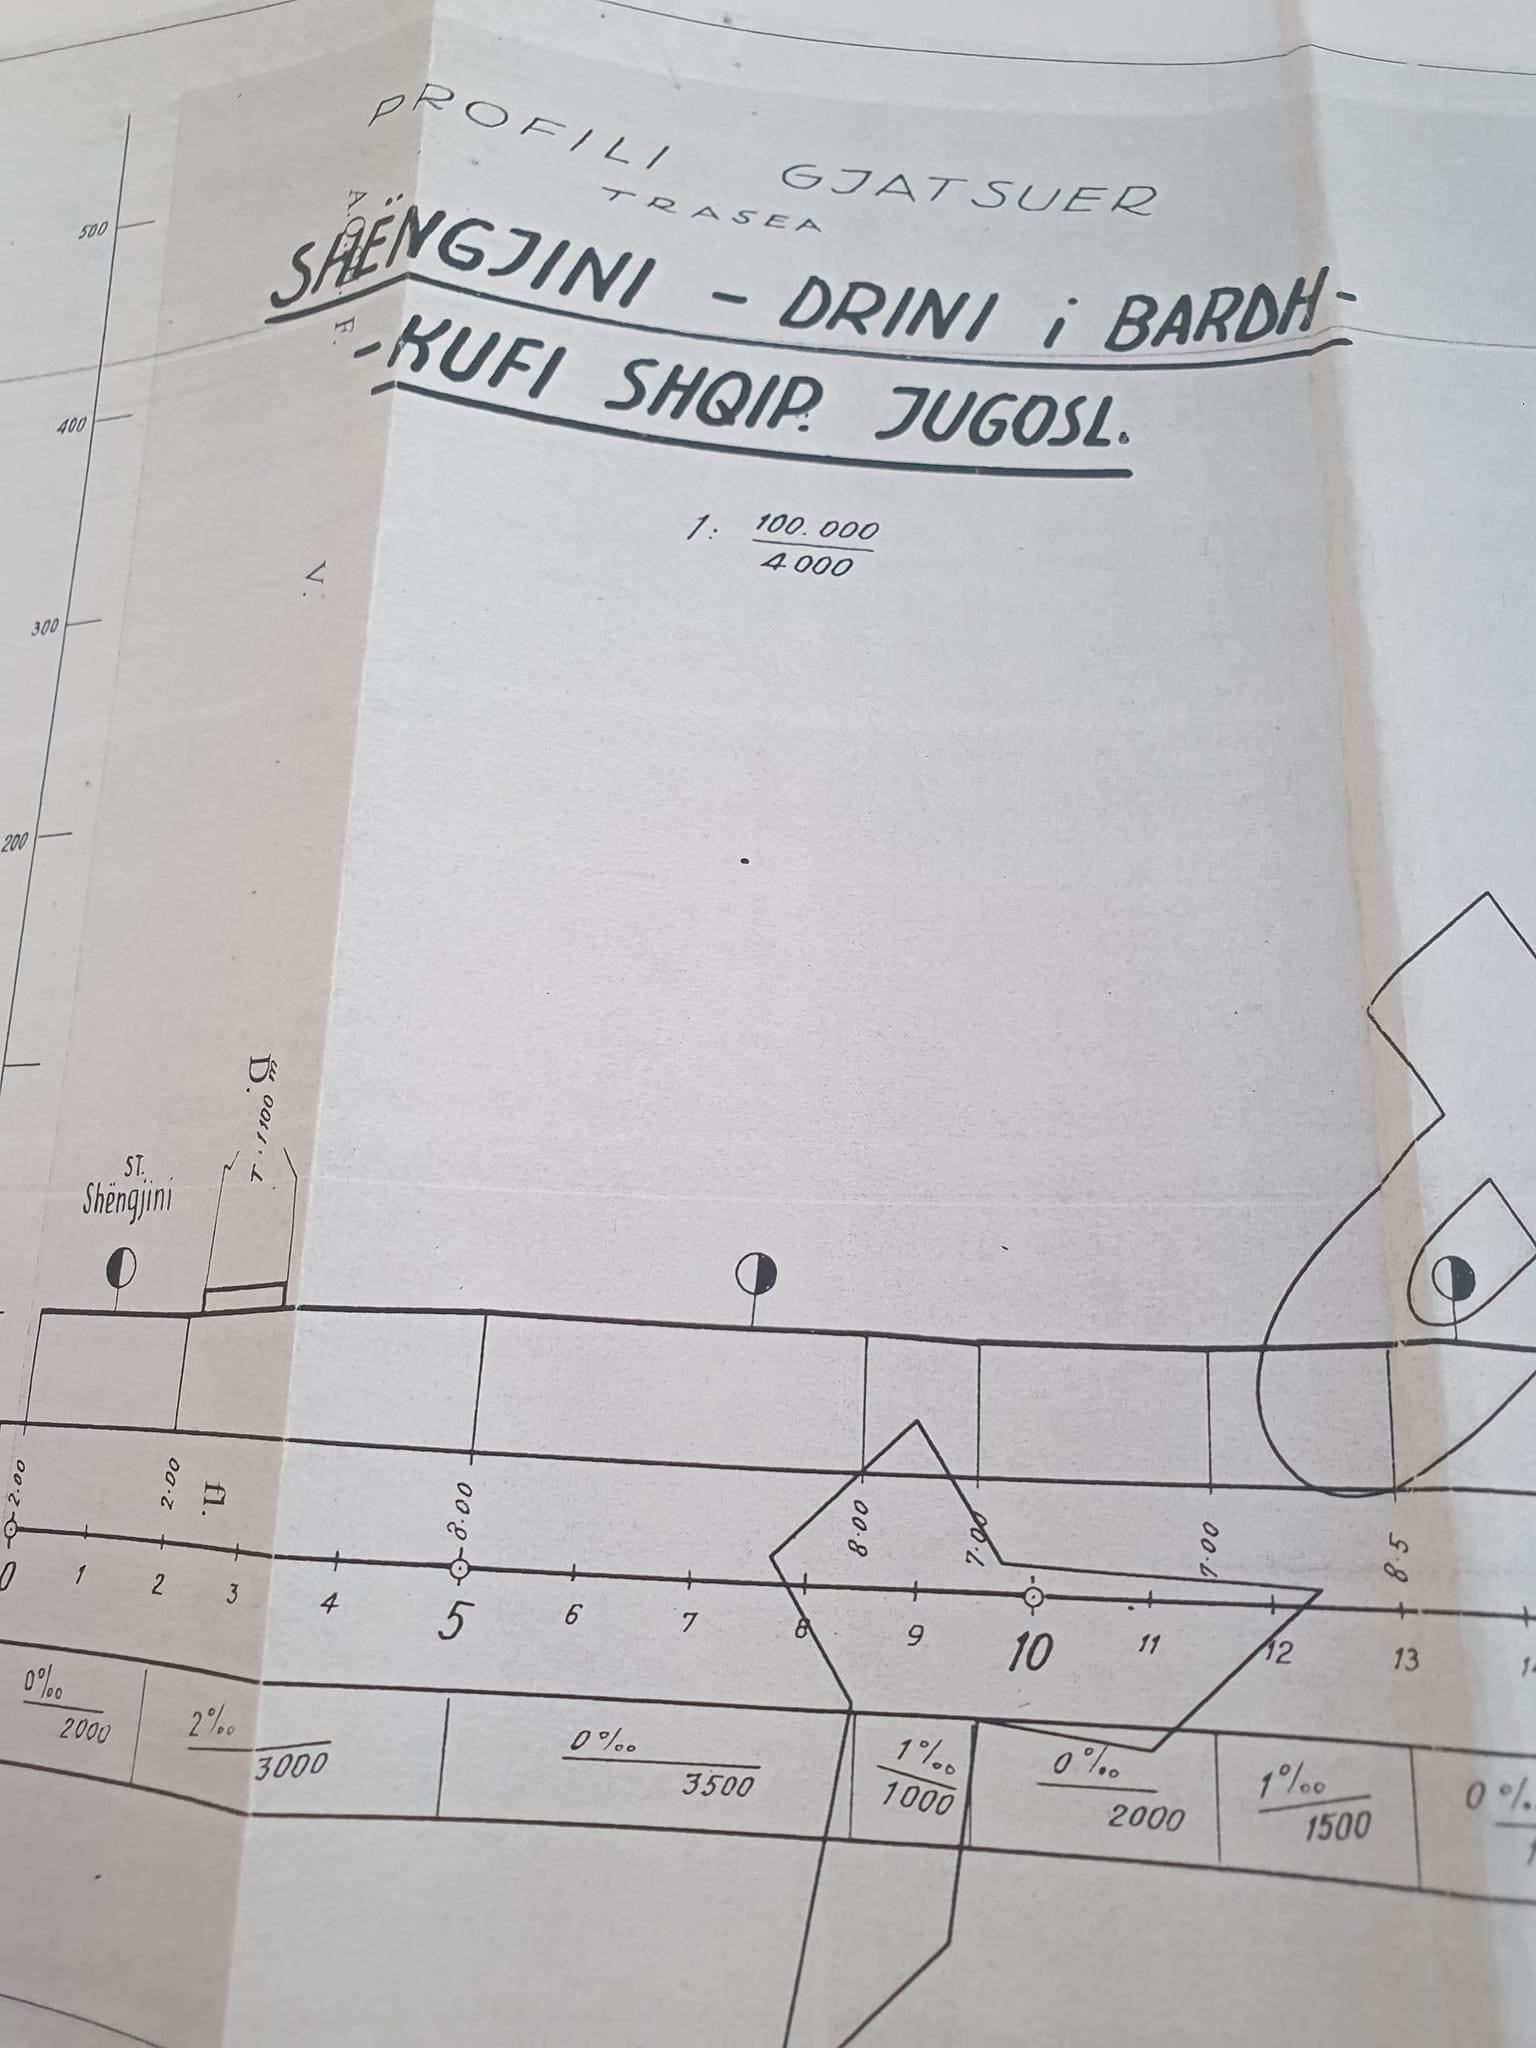 PROFILI GJATSUER
TRASEA
SHËNGJINI - DRINI i BARDH-
-KUFI SHQIP. JUGOSL.
1: 100.000
4000
V.
500
400
300
200
ST.
Shëngjini
2.00 2.00 8.00 7.00 7.00 8.5
0 1 2 3 4 5 6 7 8 9 10 11 12 13
0‰ 2‰ 0‰ 1‰ 0‰ 1‰
2000 3000 3500 1000 2000 1500